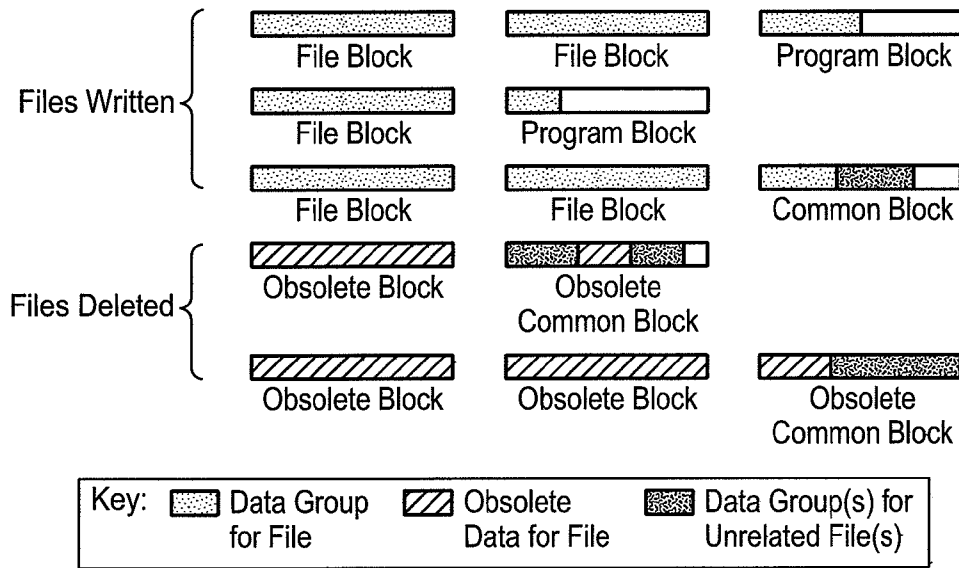 File Block
File Block
Program Block
Files Written
File Block
Program Block
File Block
File Block
Common Block
Files Deleted
Obsolete Block
Obsolete
Common Block
Obsolete Block
Obsolete Block
Obsolete
Common Block
Key:
Data Group
for File
Obsolete
Data for File
Data Group(s) for
Unrelated File(s)